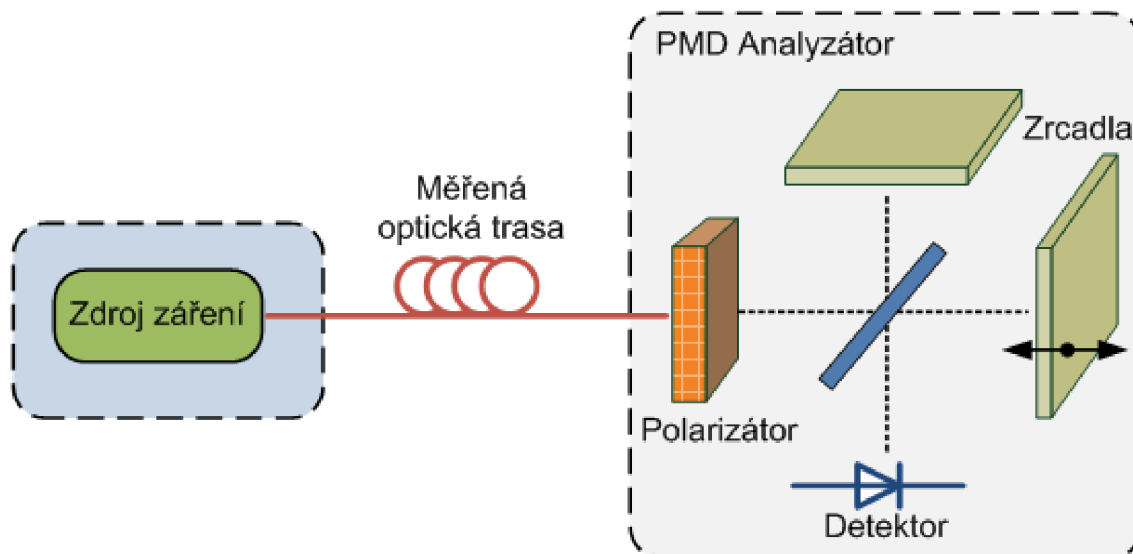 PMD Analyzátor
Zrcadla
Měřená
optická trasa
Zdroj záření
Polarizátor
Detektor